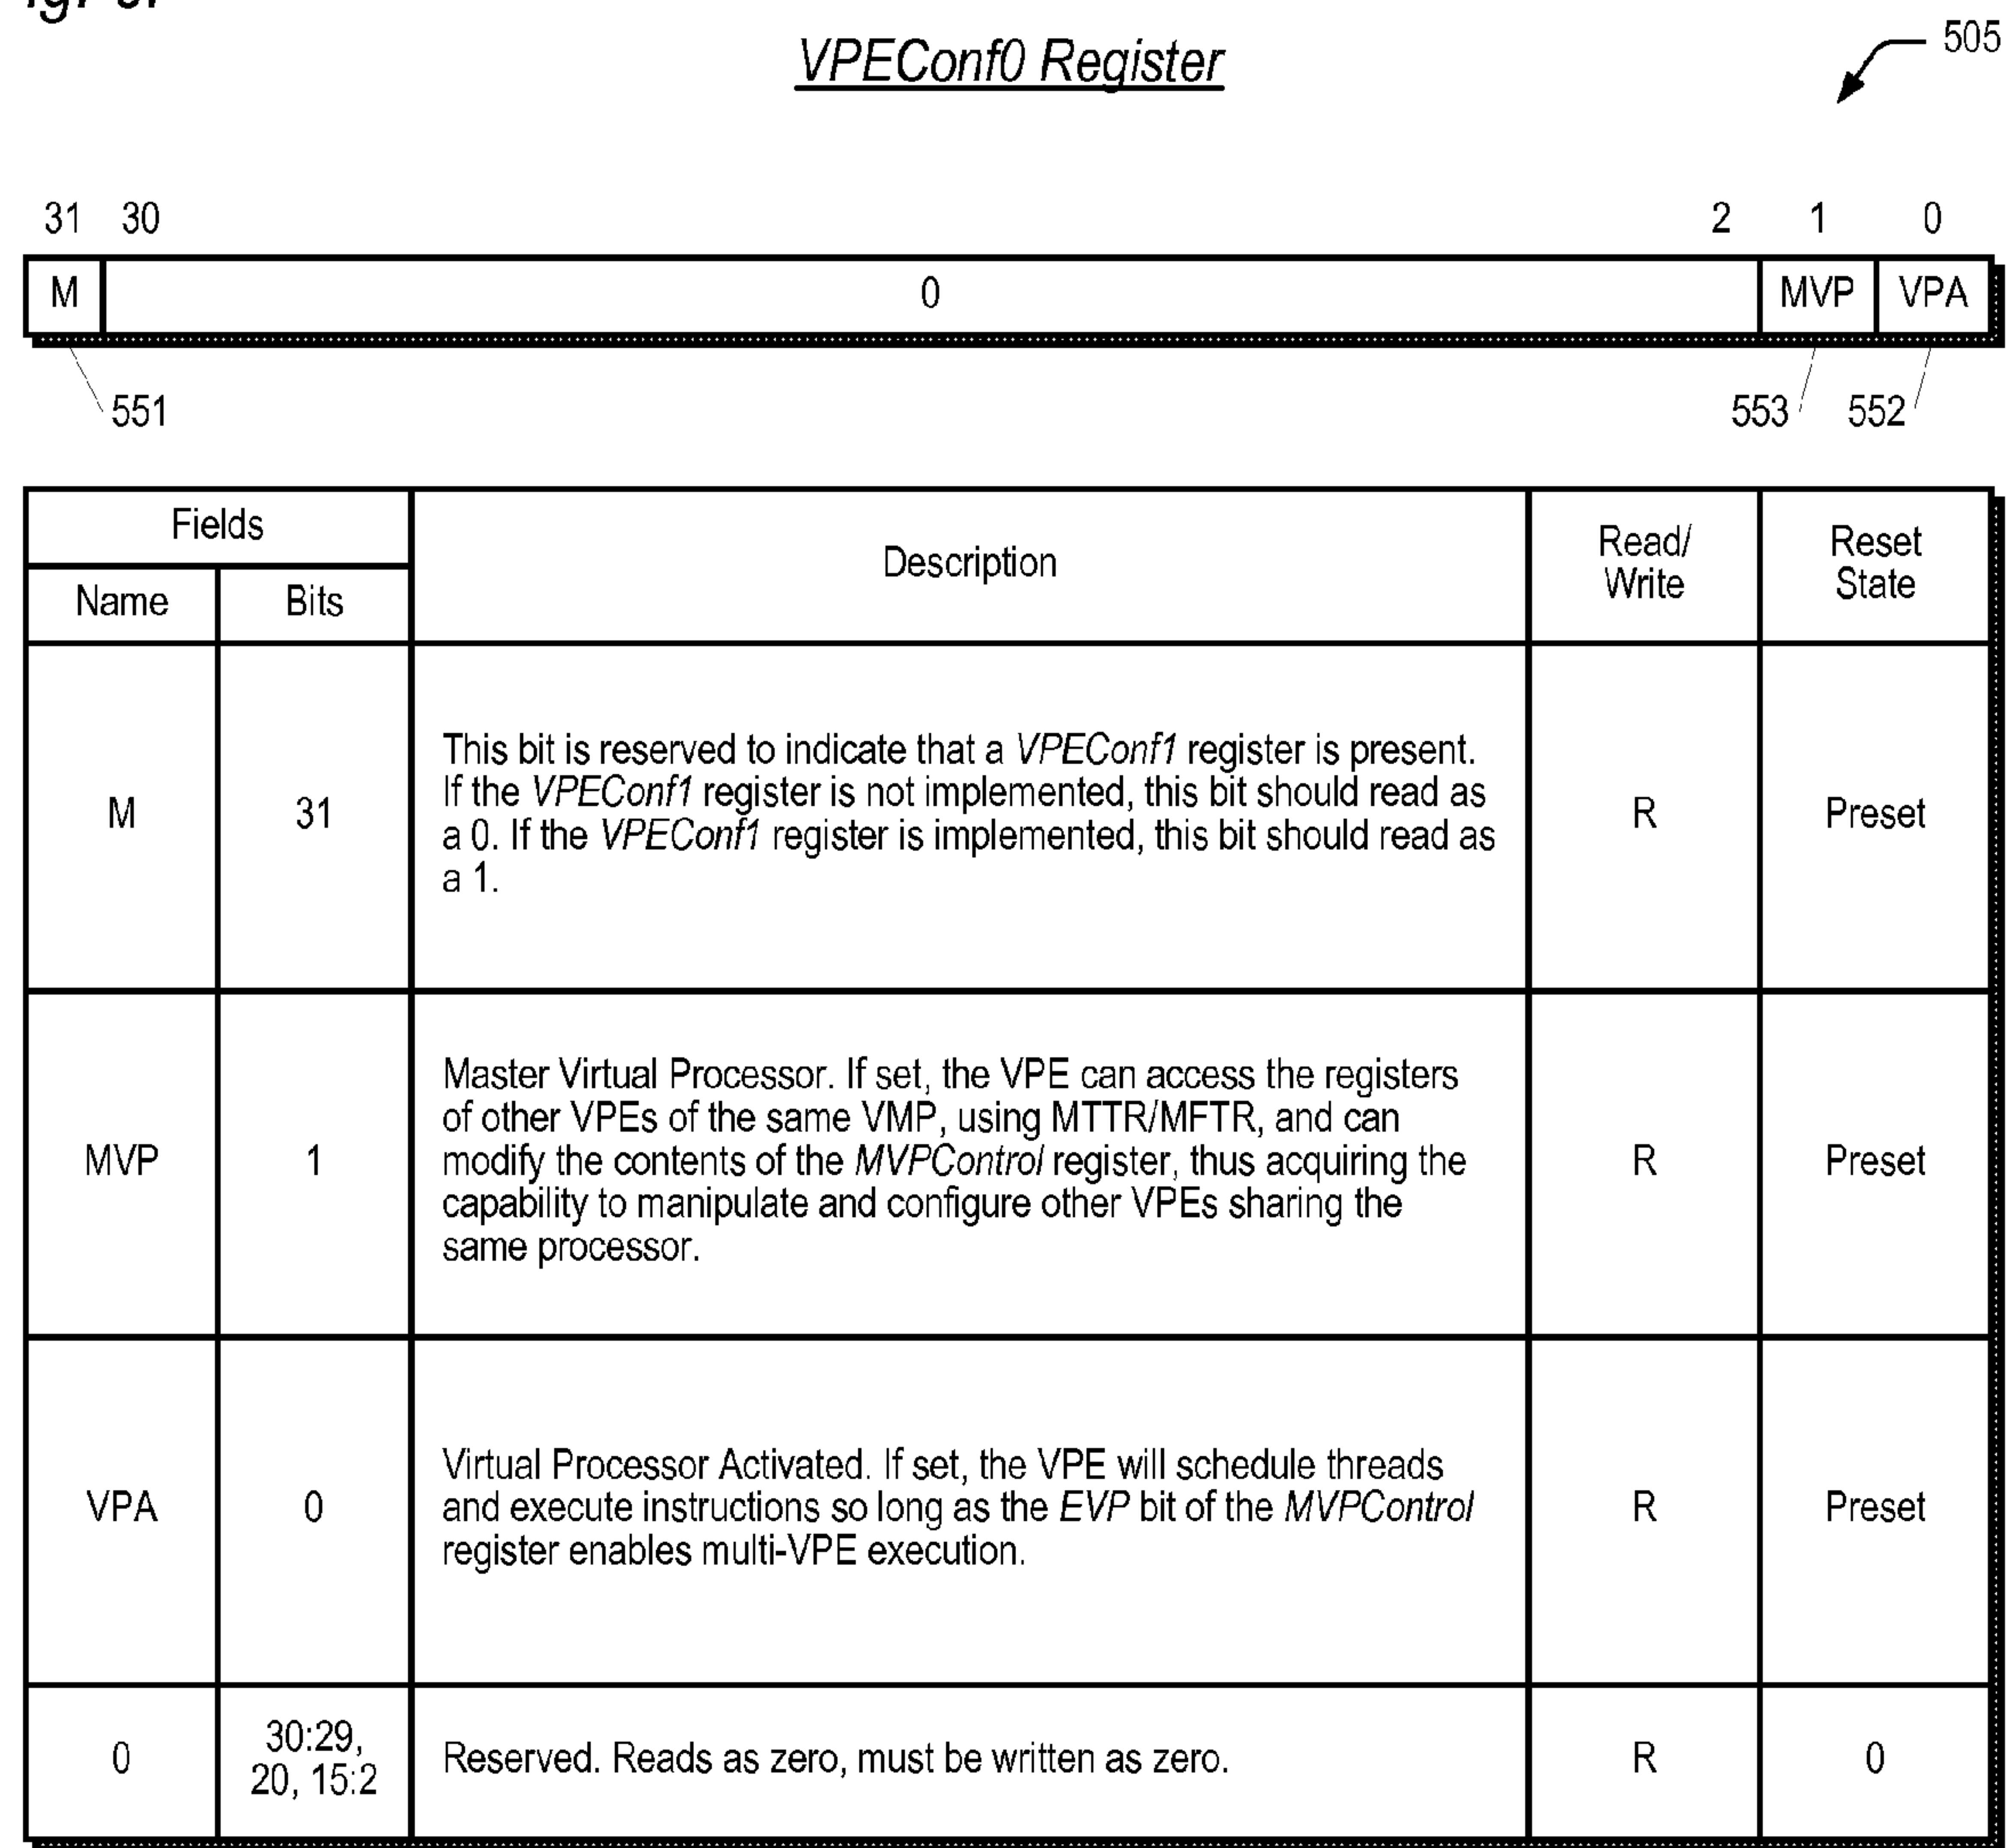 VPEConf0 Register
505
31 30 2 1 0
M 0 MVP VPA
551 553 552
Fields
Name Bits
Description
Read/
Write
Reset
State
M
31
This bit is reserved to indicate that a VPEConf1 register is present.
If the VPEConf1 register is not implemented, this bit should read as
a 0. If the VPEConf1 register is implemented, this bit should read as
a 1.
R
Preset
MVP
1
Master Virtual Processor. If set, the VPE can access the registers
of other VPEs of the same VMP, using MTTR/MFTR, and can
modify the contents of the MVPControl register, thus acquiring the
capability to manipulate and configure other VPEs sharing the
same processor.
R
Preset
VPA
0
Virtual Processor Activated. If set, the VPE will schedule threads
and execute instructions so long as the EVP bit of the MVPControl
register enables multi-VPE execution.
R
Preset
0
30:29,
20, 15:2
Reserved. Reads as zero, must be written as zero.
R
0